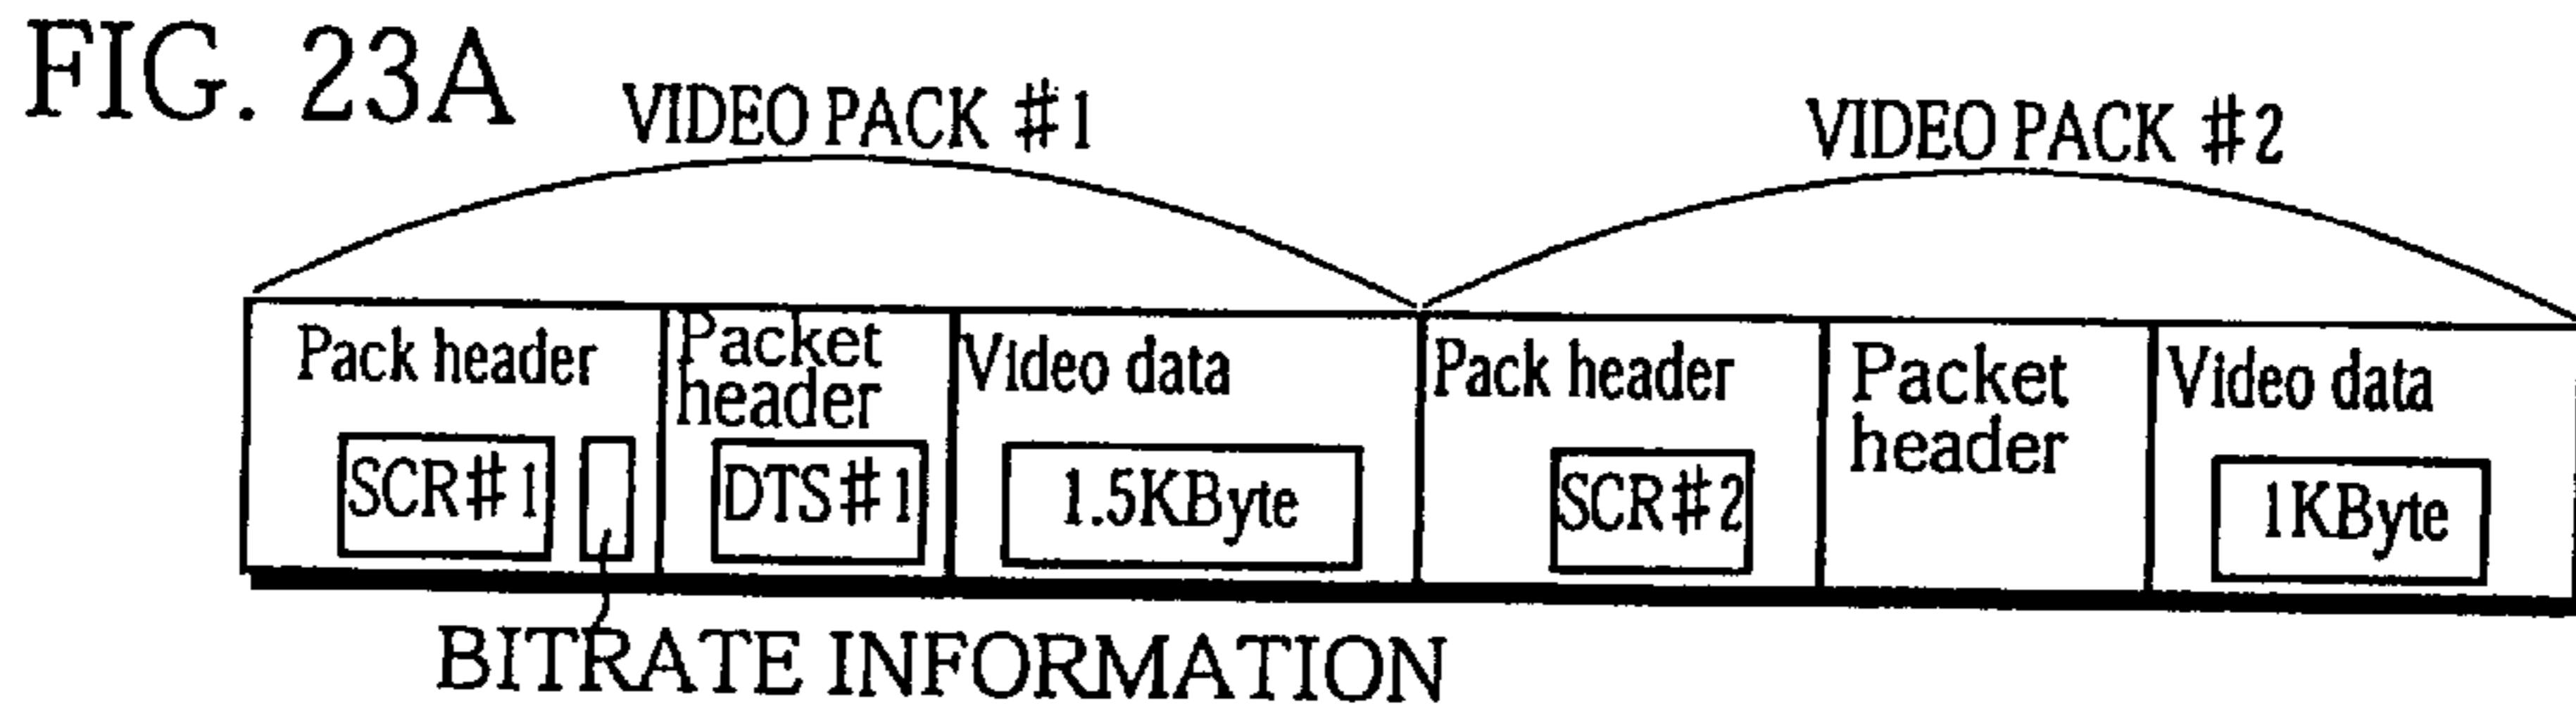 FIG. 23A
VIDEO PACK #1
VIDEO PACK #2
Pack header
SCR#1
Packet
header
DTS#1
Video data
1.5KByte
Pack header
SCR#2
Packet
header
Video data
1KByte
BITRATE INFORMATION